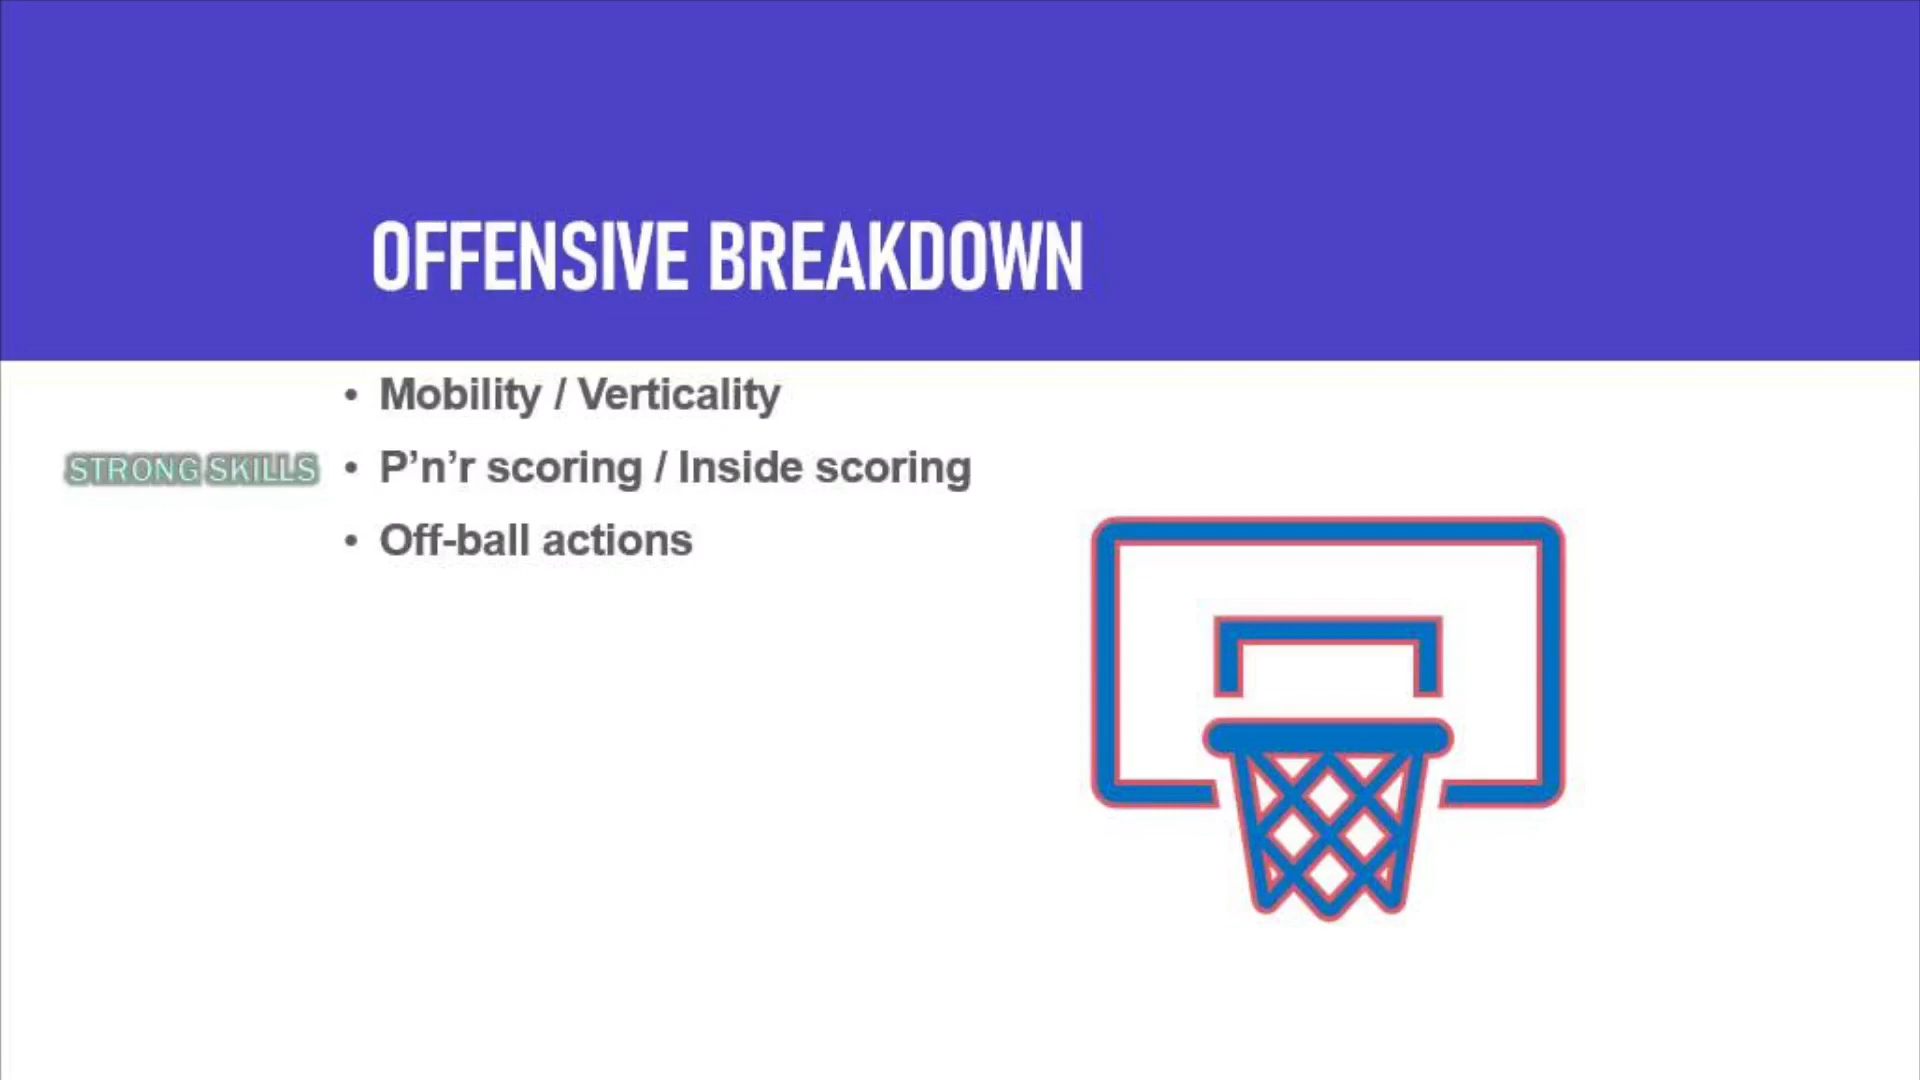 OFFENSIVE BREAKDOWN
• Mobility / Verticality
STRONG SKILLS
• P’n’r scoring / Inside scoring
• Off-ball actions